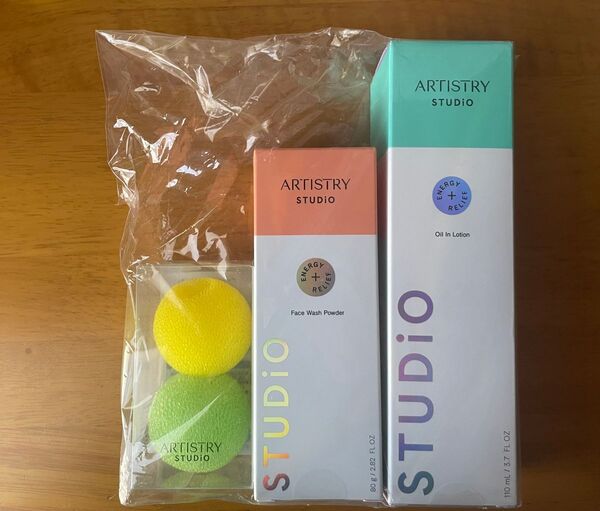 ARTISTRY
STUDiO
ARTISTRY
STUDiO
ENERGY
+
RELIEF
Face Wash Powder
STUDiO
80 g / 2.82 FL OZ
ARTISTRY
STUDiO
ENERGY
+
RELIEF
Oil In Lotion
STUDiO
110 mL / 3.7 FL OZ